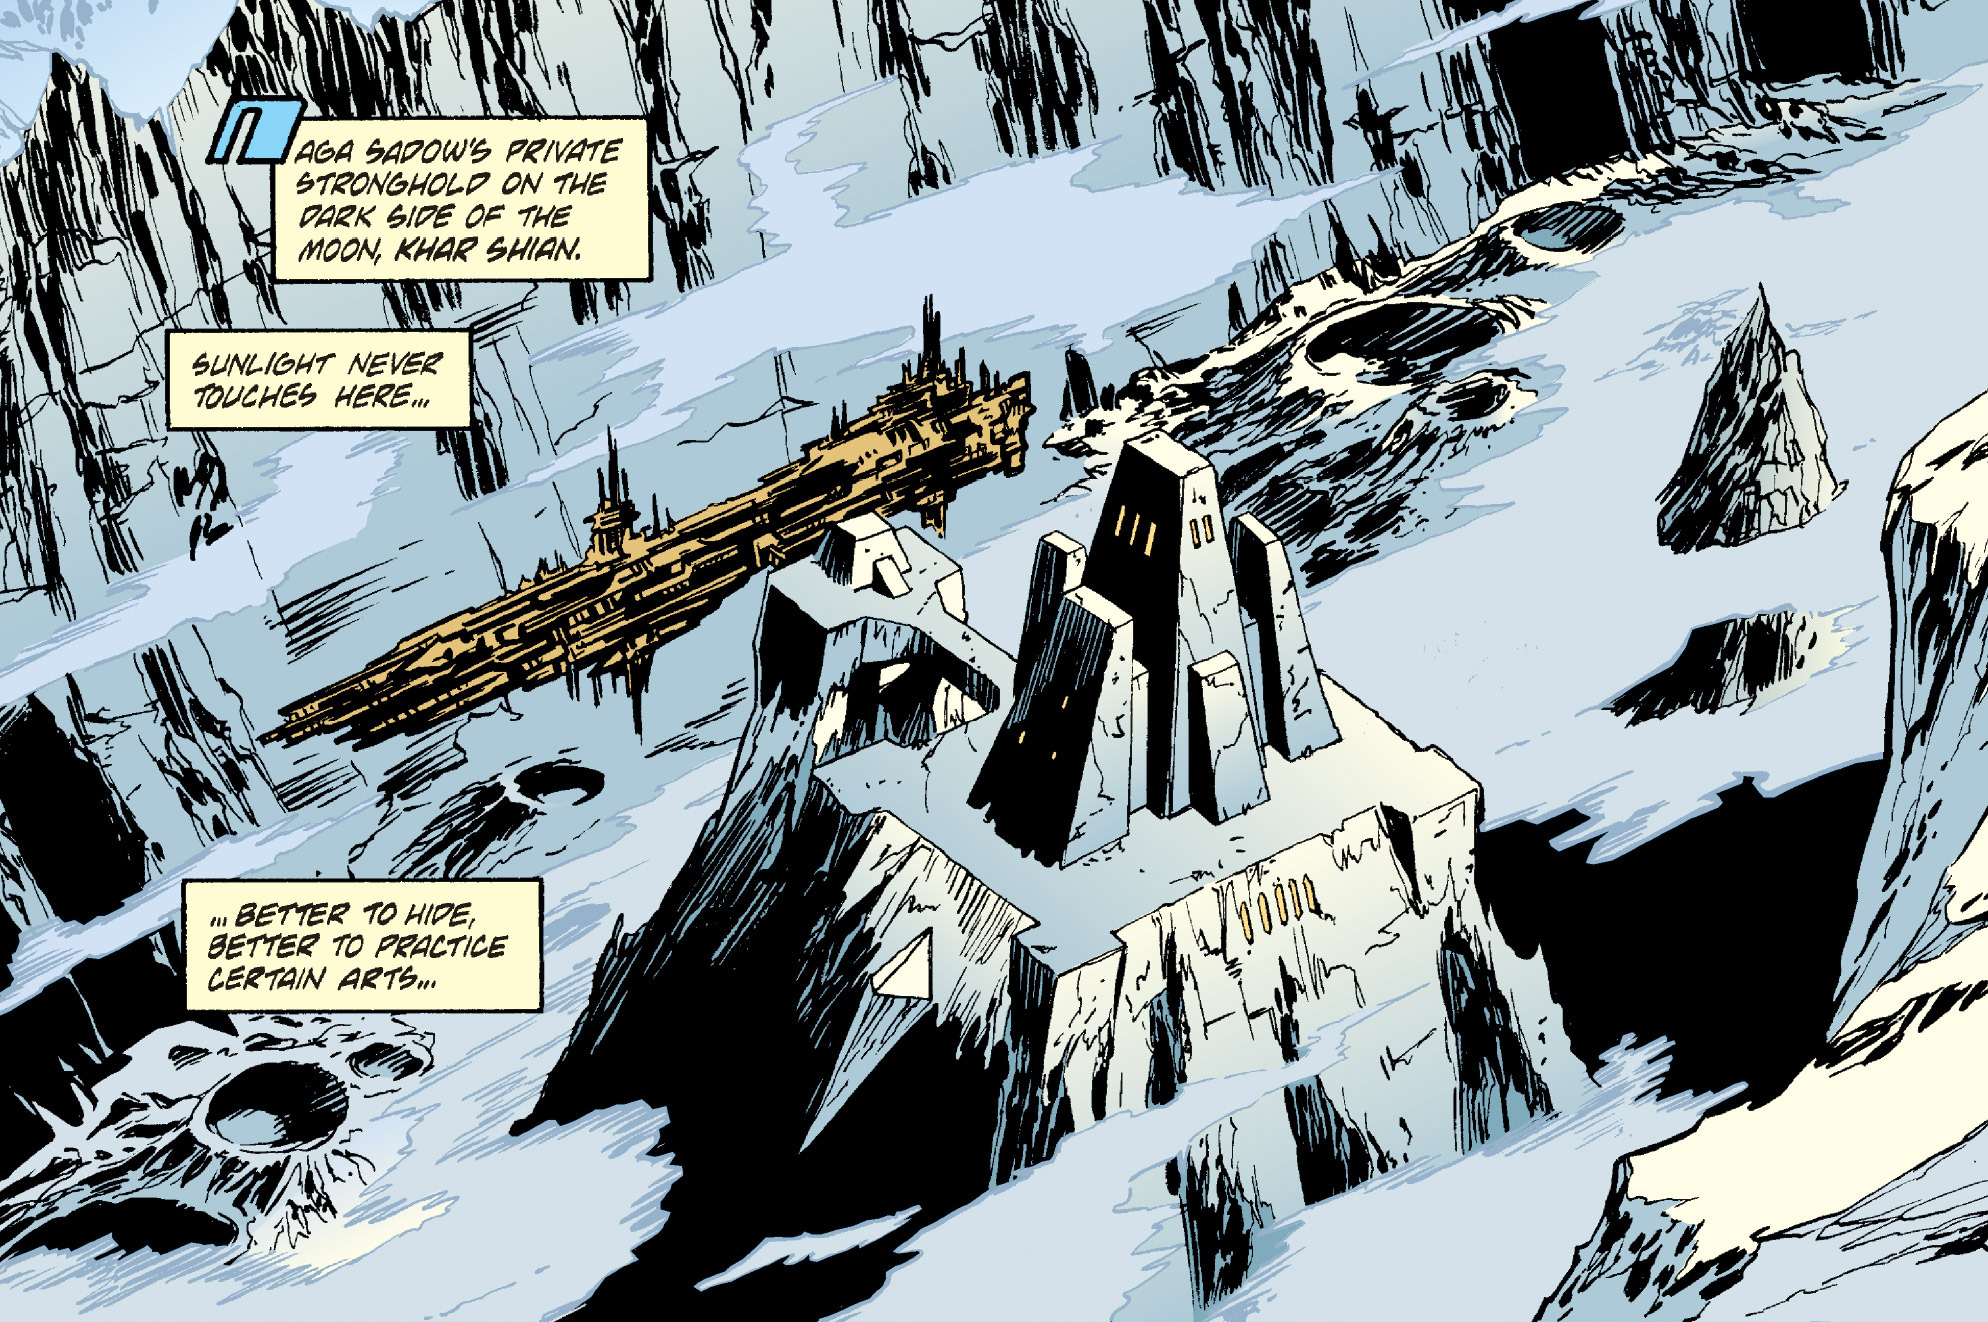 NAGA SADOW'S PRIVATE
STRONGHOLD ON THE
DARK SIDE OF THE
MOON, KHAR SHIAN.
SUNLIGHT NEVER
TOUCHES HERE...
... BETTER TO HIDE,
BETTER TO PRACTICE
CERTAIN ARTS...